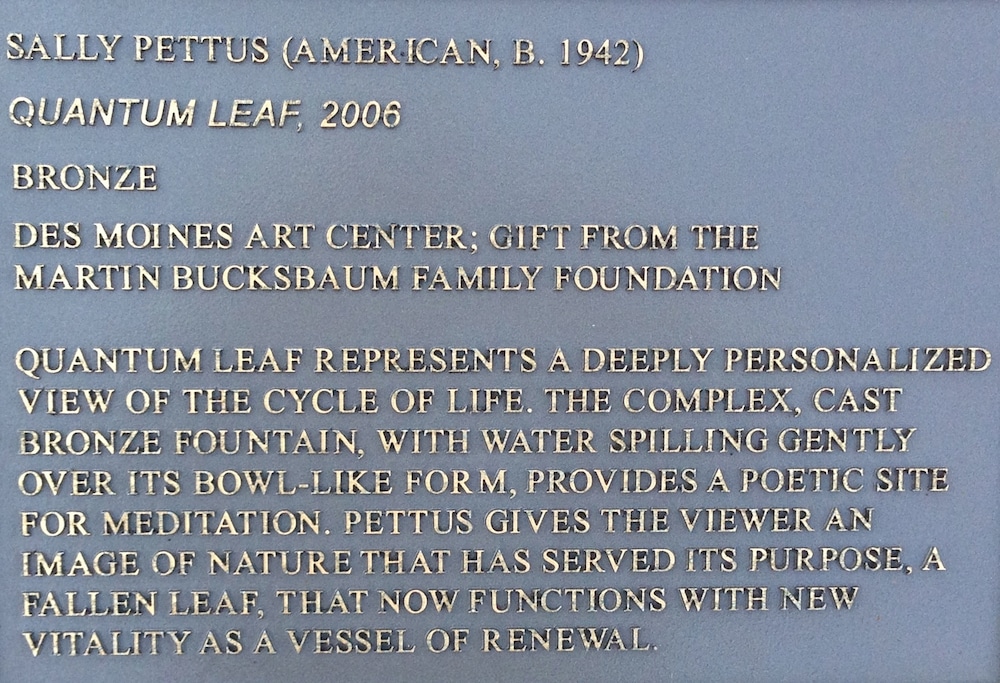 SALLY PETTUS (AMERICAN, B. 1942)
QUANTUM LEAF, 2006
BRONZE
DES MOINES ART CENTER; GIFT FROM THE
MARTIN BUCKSBAUM FAMILY FOUNDATION
QUANTUM LEAF REPRESENTS A DEEPLY PERSONALIZED
VIEW OF THE CYCLE OF LIFE. THE COMPLEX, CAST
BRONZE FOUNTAIN, WITH WATER SPILLING GENTLY
OVER ITS BOWL-LIKE FORM, PROVIDES A POETIC SITE
FOR MEDITATION. PETTUS GIVES THE VIEWER AN
IMAGE OF NATURE THAT HAS SERVED ITS PURPOSE, A
FALLEN LEAF, THAT NOW FUNCTIONS WITH NEW
VITALITY AS A VESSEL OF RENEWAL.